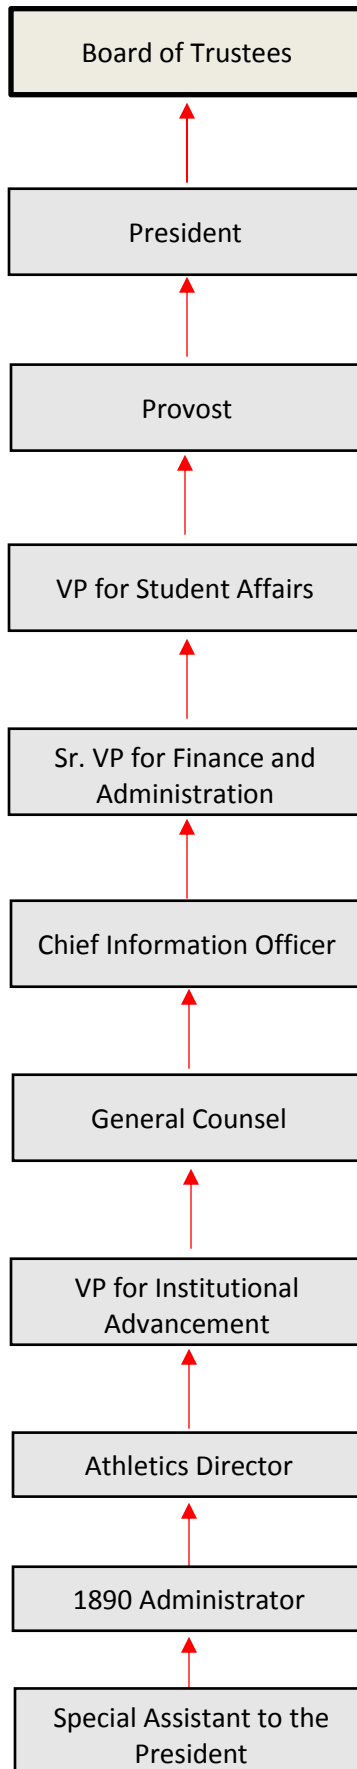 Board of Trustees
President
Provost
VP for Student Affairs
Sr. VP for Finance and
Administration
Chief Information Officer
General Counsel
VP for Institutional
Advancement
Athletics Director
1890 Administrator
Special Assistant to the
President